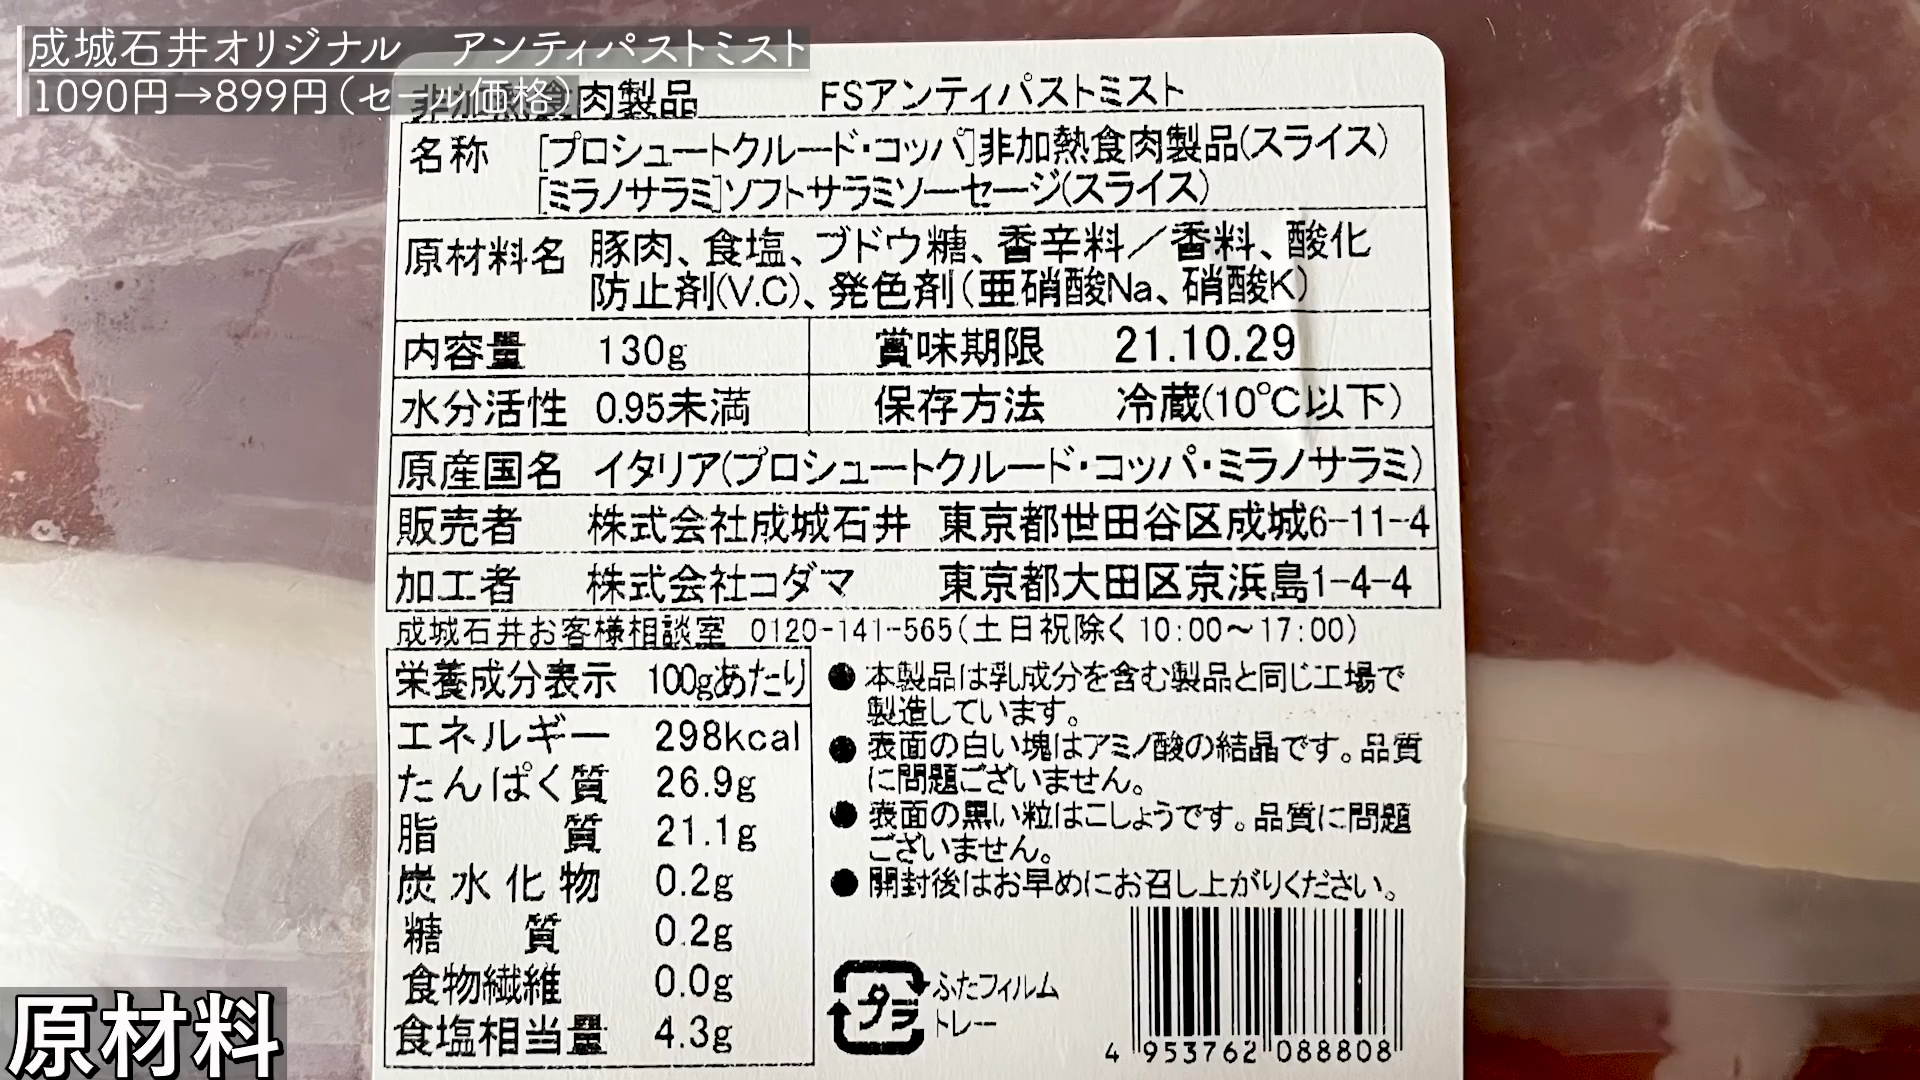 成城石井オリジナル　アンティパストミスト
1090円→899円(セール価格)
非加熱食肉製品　FSアンティパストミスト
名称　[プロシュートクルード・コッパ]非加熱食肉製品(スライス)
[ミラノサラミ]ソフトサラミソーセージ(スライス)
原材料名　豚肉、食塩、ブドウ糖、香辛料／香料、酸化
防止剤(V.C)、発色剤(亜硝酸Na、硝酸K)
内容量　130g　賞味期限　21.10.29
水分活性　0.95未満　保存方法　冷蔵(10℃以下)
原産国名　イタリア(プロシュートクルード・コッパ・ミラノサラミ)
販売者　株式会社成城石井　東京都世田谷区成城6-11-4
加工者　株式会社コダマ　東京都大田区京浜島1-4-4
成城石井お客様相談室　0120-141-565(土日祝除く10:00～17:00)
栄養成分表示　100gあたり
エネルギー　298kcal
たんぱく質　26.9g
脂質　21.1g
炭水化物　0.2g
糖質　0.2g
食物繊維　0.0g
食塩相当量　4.3g
●本製品は乳成分を含む製品と同じ工場で
製造しています。
●表面の白い塊はアミノ酸の結晶です。品質
に問題ございません。
●表面の黒い粒はこしょうです。品質に問題
ございません。
●開封後はお早めにお召し上がりください。
プラ
ふたフィルム
トレー
4 953762 088808
原材料